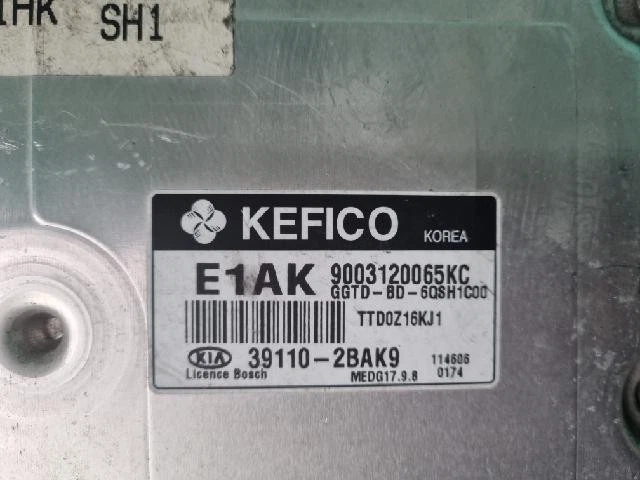 1HK SH1
KEFICO KOREA
E1AK 9003120065KC
GGTD-BD-6QSH1C00
TTD0Z16KJ1
KIA 39110-2BAK9 114606
Licence Bosch MEDG17.9.8 0174